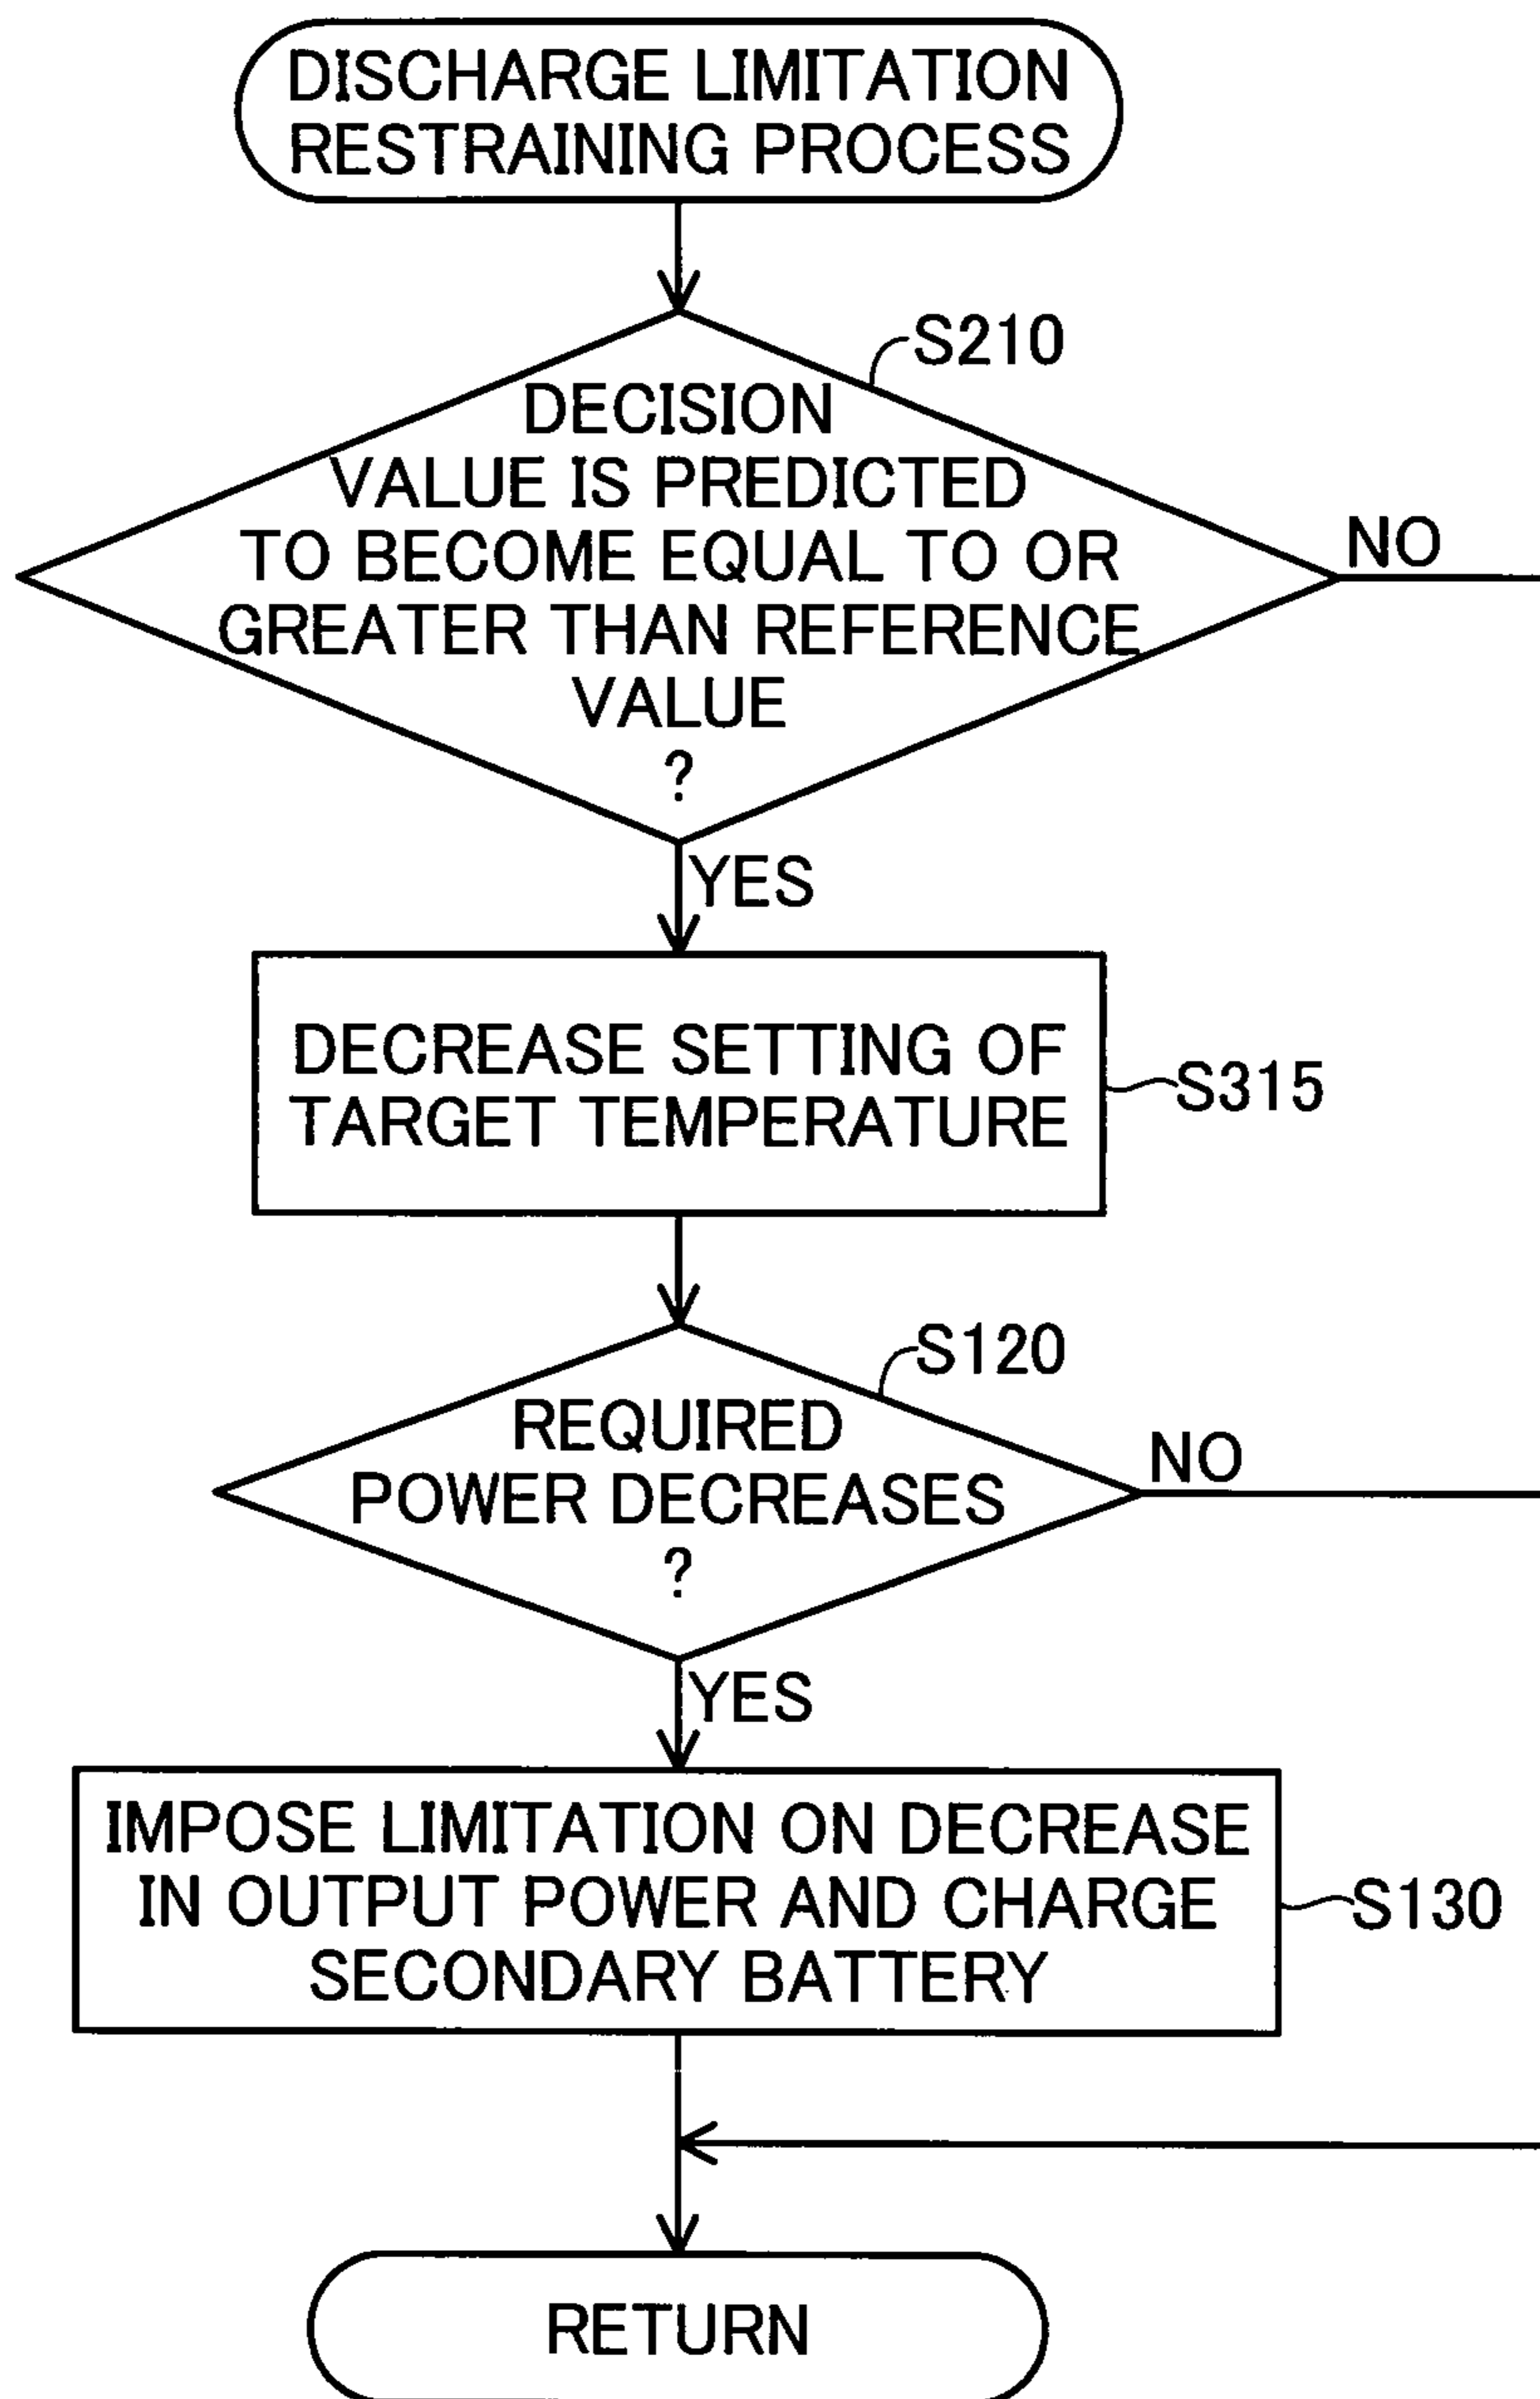 DISCHARGE LIMITATION
RESTRAINING PROCESS
S210
DECISION
VALUE IS PREDICTED
TO BECOME EQUAL TO OR
GREATER THAN REFERENCE
VALUE
?
NO
YES
DECREASE SETTING OF
TARGET TEMPERATURE
S315
S120
REQUIRED
POWER DECREASES
?
NO
YES
IMPOSE LIMITATION ON DECREASE
IN OUTPUT POWER AND CHARGE
SECONDARY BATTERY
S130
RETURN